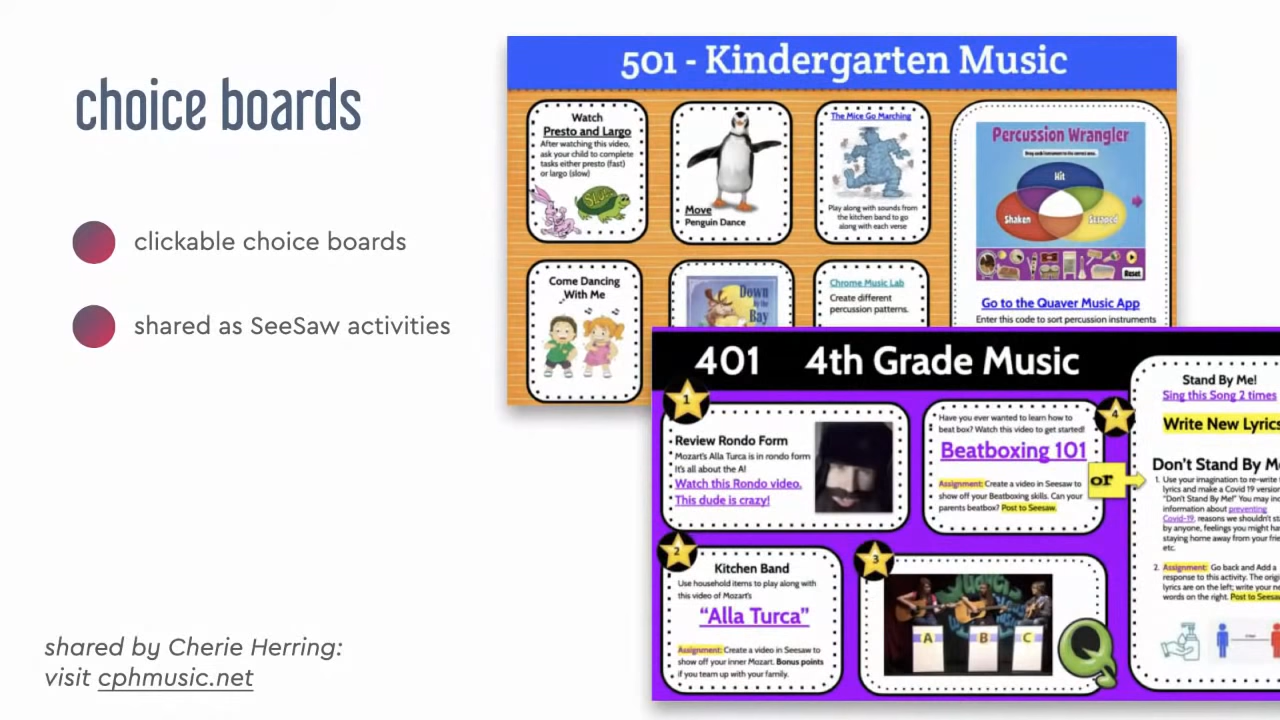 choice boards
clickable choice boards
shared as SeeSaw activities
shared by Cherie Herring:
visit cphmusic.net
501 - Kindergarten Music
Watch
Presto and Largo
After watching this video,
ask your child to complete
tasks either presto (fast)
or largo (slow)
SLOW
Move
Penguin Dance
The Mice Go Marching
Play along with sounds from
the kitchen band to go
along with each verse
Percussion Wrangler
Hit
Shaken
Scraped
Reset
Go to the Quaver Music App
Enter this code to sort percussion instruments
Come Dancing
With Me
Down
by the
Bay
Chrome Music Lab
Create different
percussion patterns.
401 4th Grade Music
1
Review Rondo Form
Mozart's Alla Turca is in rondo form
It's all about the A!
Watch this Rondo video.
This dude is crazy!
Have you ever wanted to learn how to
beat box? Watch this video to get started!
Beatboxing 101
Assignment: Create a video in Seesaw to
show off your Beatboxing skills. Can your
parents beatbox? Post to Seesaw.
4
or
2
Kitchen Band
Use household items to play along with
this video of Mozart's
“Alla Turca”
Assignment: Create a video in Seesaw to
show off your inner Mozart. Bonus points
if you team up with your family.
3
A B C
Q
Stand By Me!
Sing this Song 2 times
Write New Lyrics
Don't Stand By Me
1. Use your imagination to re-write
lyrics and make a Covid 19 version
"Don't Stand By Me!" You may
information about preventing
Covid-19, reasons we shouldn't
by anyone, feelings you might
staying home away from your
etc.
2. Assignment: Go back and Add a
response to this activity. The
lyrics are on the left; write your
words on the right. Post to